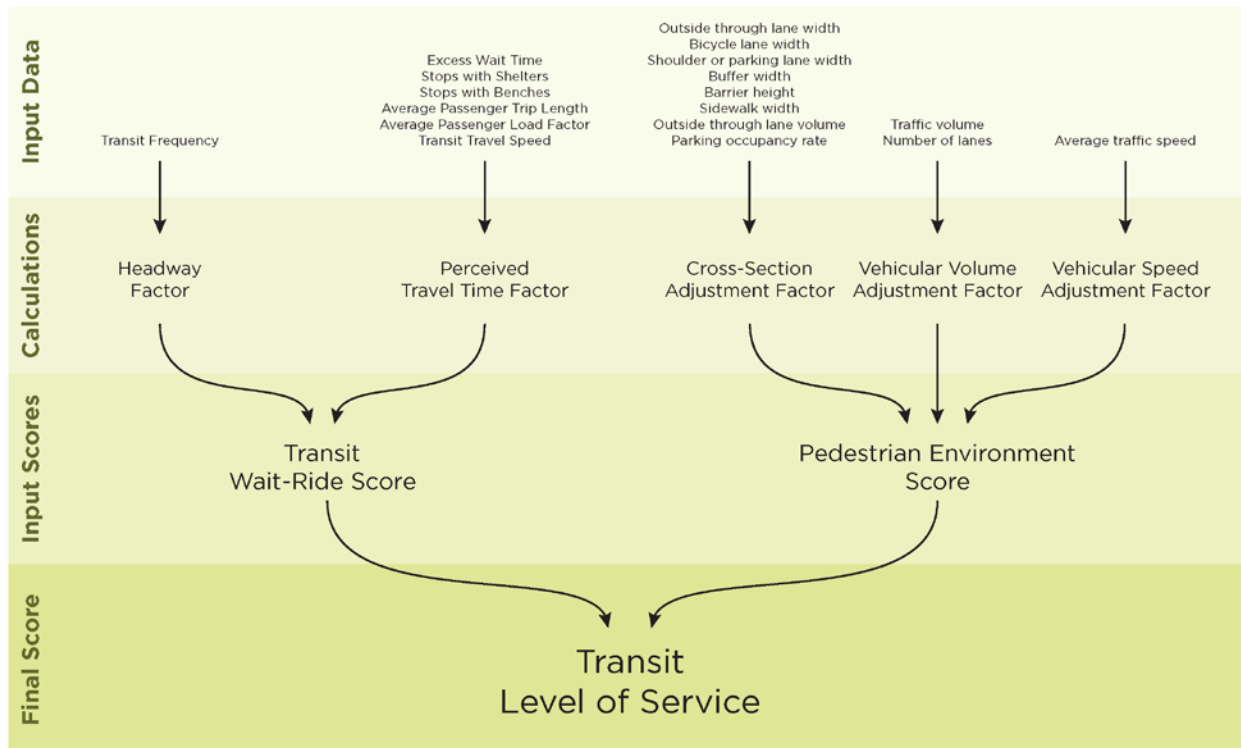 Input Data
Transit Frequency
Excess Wait Time
Stops with Shelters
Stops with Benches
Average Passenger Trip Length
Average Passenger Load Factor
Transit Travel Speed
Outside through lane width
Bicycle lane width
Shoulder or parking lane width
Buffer width
Barrier height
Sidewalk width
Outside through lane volume
Parking occupancy rate
Traffic volume
Number of lanes
Average traffic speed
Calculations
Headway
Factor
Perceived
Travel Time Factor
Cross-Section
Adjustment Factor
Vehicular Volume
Adjustment Factor
Vehicular Speed
Adjustment Factor
Input Scores
Transit
Wait-Ride Score
Pedestrian Environment
Score
Final Score
Transit
Level of Service